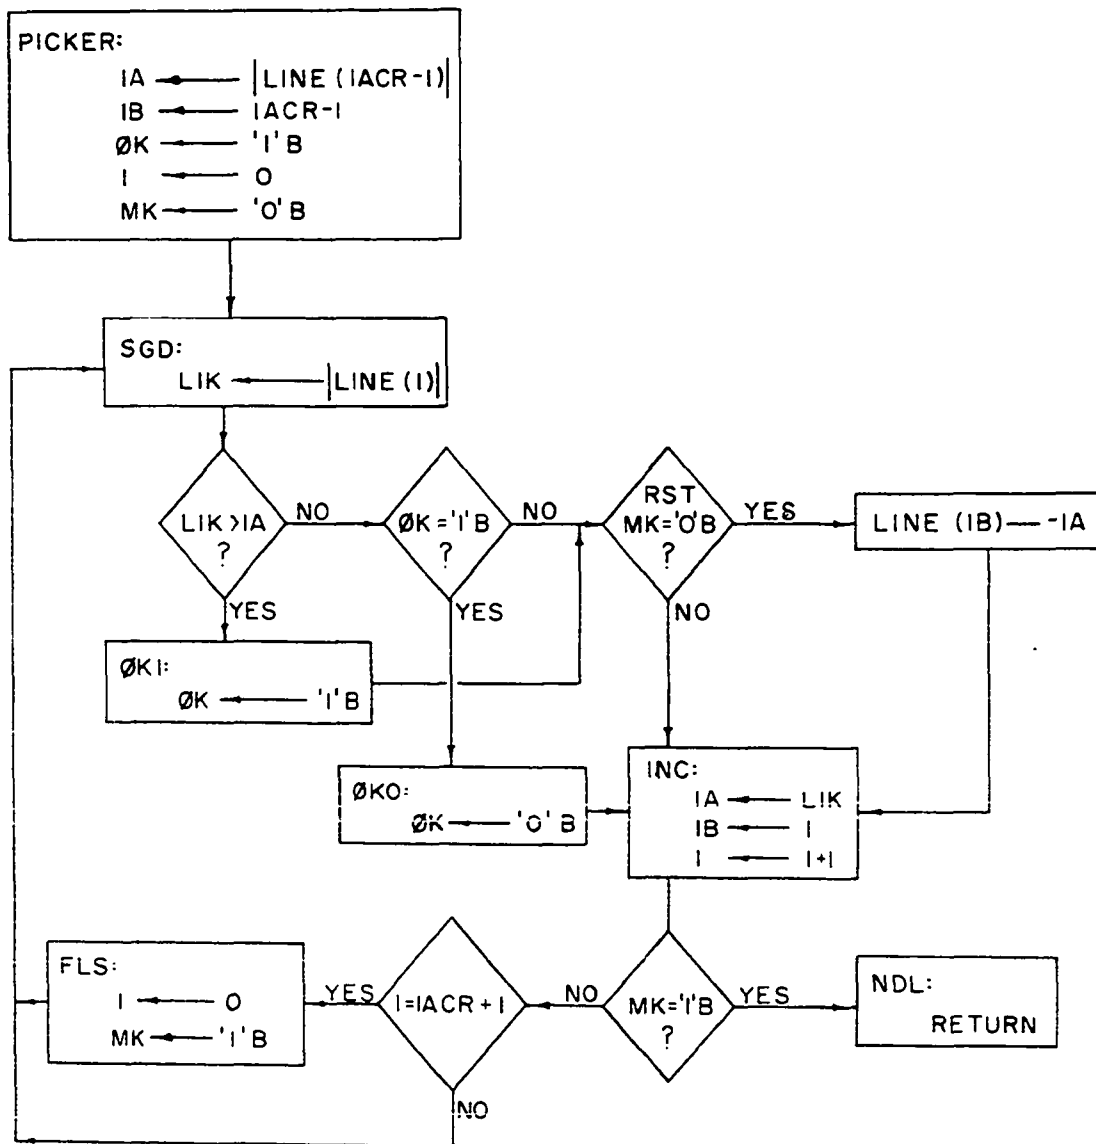 PICKER:
IA ← |LINE (IACR-1)|
IB ← IACR-1
ØK ← '1'B
I ← 0
MK ← '0'B
SGD:
LIK ← |LINE (I)|
LIK>IA
?
NO
YES
ØK='1'B
?
NO
YES
RST
MK='0'B
?
YES
NO
LINE (IB)— -IA
ØK1:
ØK ← '1'B
ØK0:
ØK ← '0'B
INC:
IA ← LIK
IB ← I
I ← I+1
FLS:
I ← 0
MK ← '1'B
YES
I=IACR+1
NO
NO
MK='1'B
?
YES
NDL:
RETURN